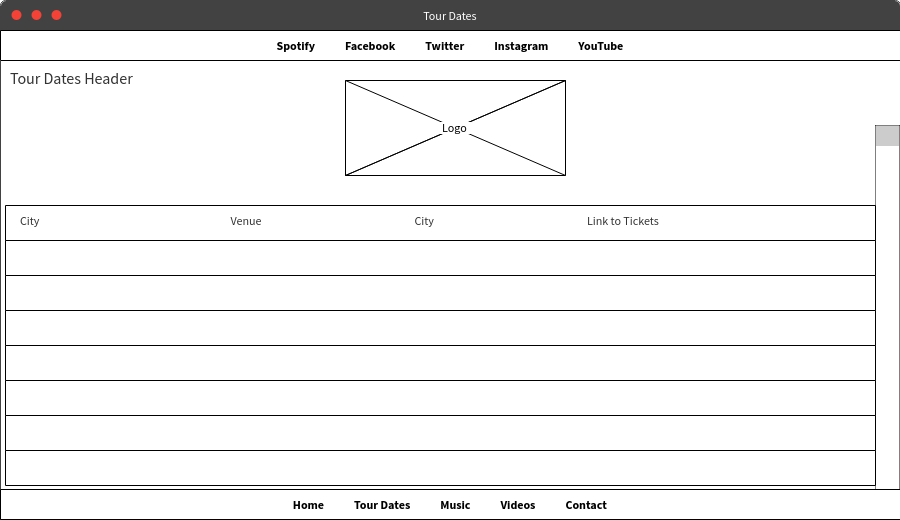 Tour Dates
Spotify Facebook Twitter Instagram YouTube
Tour Dates Header
Logo
City Venue City Link to Tickets
Home Tour Dates Music Videos Contact